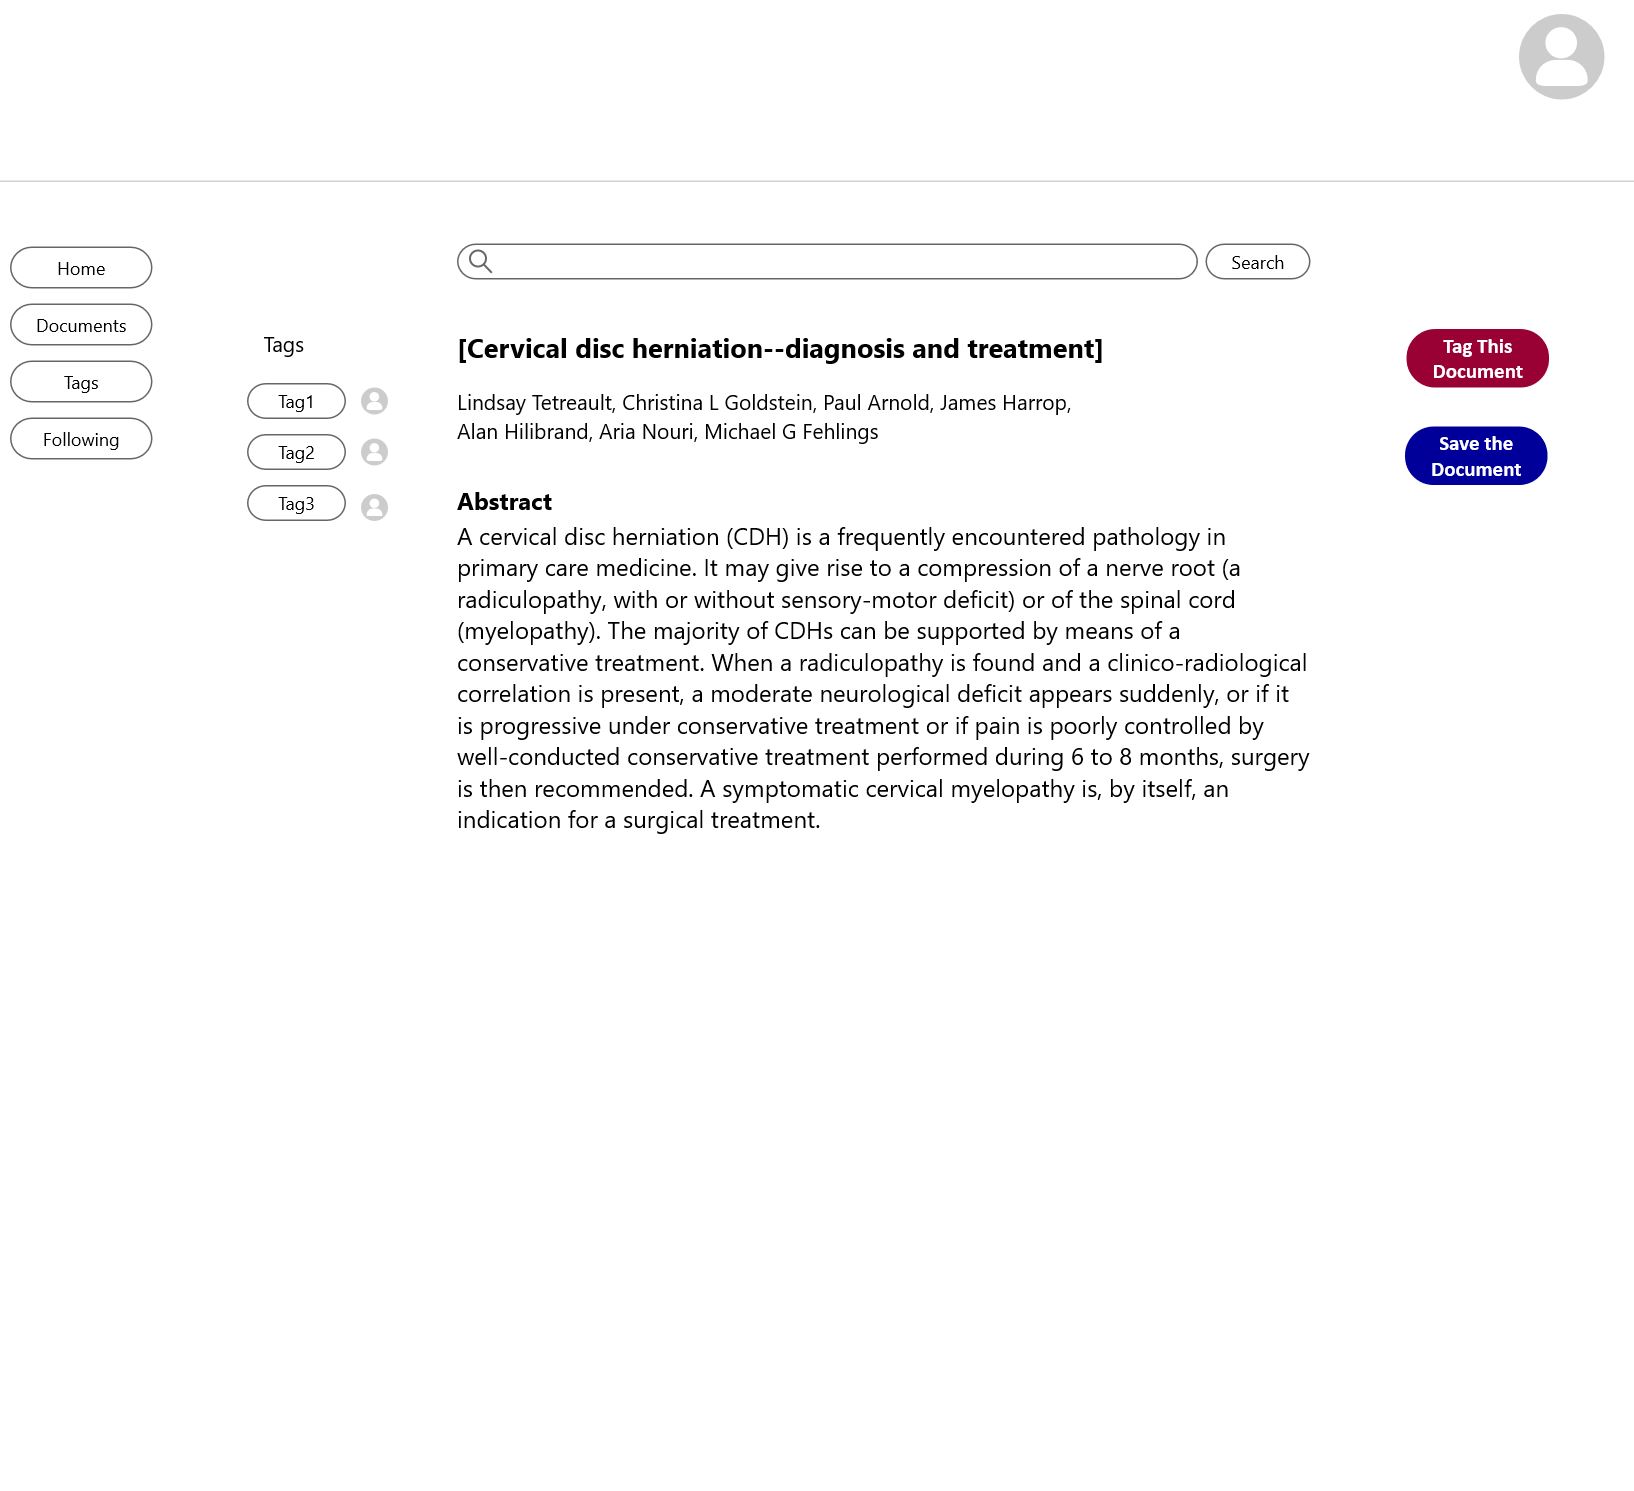 Home
Documents
Tags
Following
Tags
Tag1
Tag2
Tag3
Search
[Cervical disc herniation--diagnosis and treatment]
Lindsay Tetreault, Christina L Goldstein, Paul Arnold, James Harrop,
Alan Hilibrand, Aria Nouri, Michael G Fehlings
Abstract
A cervical disc herniation (CDH) is a frequently encountered pathology in
primary care medicine. It may give rise to a compression of a nerve root (a
radiculopathy, with or without sensory-motor deficit) or of the spinal cord
(myelopathy). The majority of CDHs can be supported by means of a
conservative treatment. When a radiculopathy is found and a clinico-radiological
correlation is present, a moderate neurological deficit appears suddenly, or if it
is progressive under conservative treatment or if pain is poorly controlled by
well-conducted conservative treatment performed during 6 to 8 months, surgery
is then recommended. A symptomatic cervical myelopathy is, by itself, an
indication for a surgical treatment.
Tag This
Document
Save the
Document